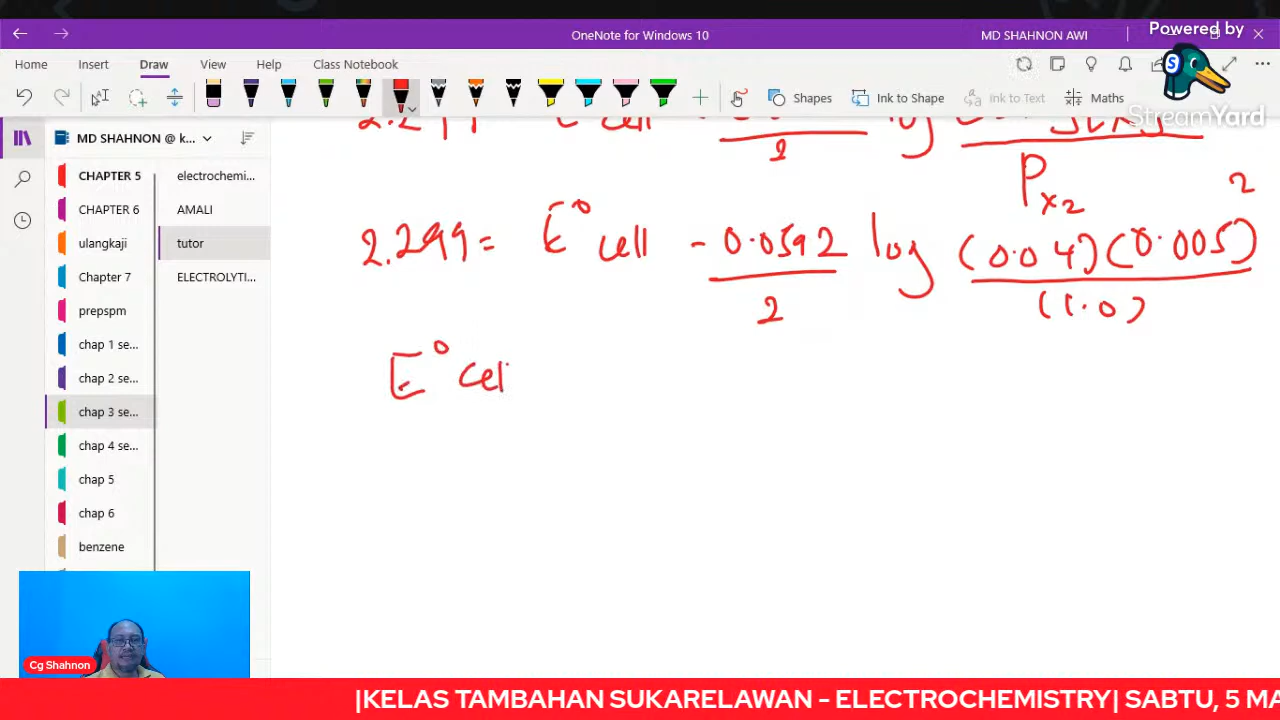 Powered by
OneNote for Windows 10
MD SHAHNON AWI
StreamYard
Home Insert Draw View Help Class Notebook
Shapes Ink to Shape Ink to Text Maths
MD SHAHNON @ k...
CHAPTER 5
CHAPTER 6
ulangkaji
Chapter 7
prepspm
chap 1 se...
chap 2 se...
chap 3 se...
chap 4 se...
chap 5
chap 6
benzene
electrochemi...
AMALI
tutor
ELECTROLYTI...
2
log
P x2
2.299 = E° cell - 0.0592 log (0.04)(0.005)²
2 (1.0)
E° cel
Cg Shahnon
|KELAS TAMBAHAN SUKARELAWAN - ELECTROCHEMISTRY| SABTU, 5 MA